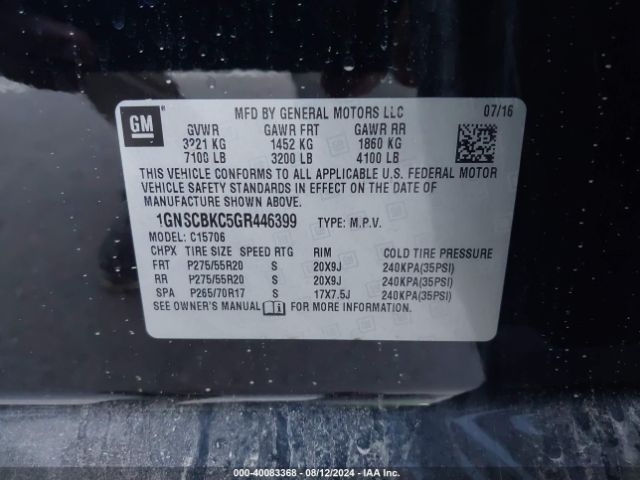 GM
®
MFD BY GENERAL MOTORS LLC 07/16
GVWR GAWR FRT GAWR RR
3221 KG 1452 KG 1860 KG
7100 LB 3200 LB 4100 LB
THIS VEHICLE CONFORMS TO ALL APPLICABLE U.S. FEDERAL MOTOR
VEHICLE SAFETY STANDARDS IN EFFECT ON THE DATE OF
MANUFACTURE SHOWN ABOVE.
1GNSCBKC5GR446399 TYPE: M.P.V.
MODEL: C15706
CHPX TIRE SIZE SPEED RTG RIM COLD TIRE PRESSURE
FRT P275/55R20 S 20X9J 240KPA(35PSI)
RR P275/55R20 S 20X9J 240KPA(35PSI)
SPA P265/70R17 S 17X7.5J 240KPA(35PSI)
SEE OWNER'S MANUAL
000-40083368 - 08/12/2024 - IAA Inc.